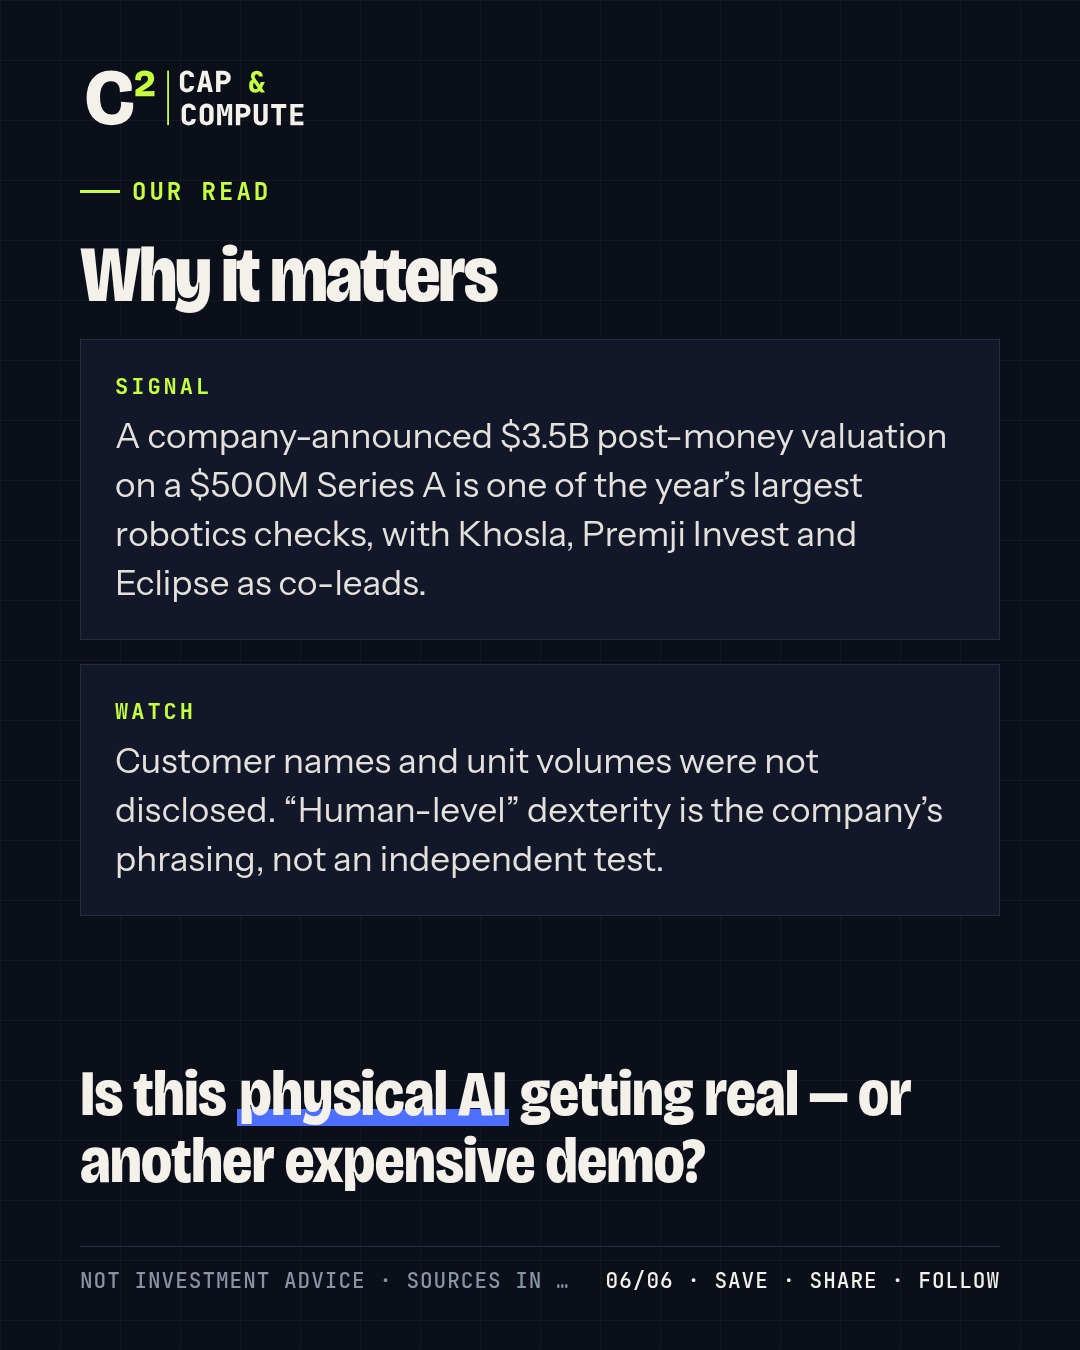 C² CAP &
COMPUTE
OUR READ
Why it matters
SIGNAL
A company-announced $3.5B post-money valuation
on a $500M Series A is one of the year’s largest
robotics checks, with Khosla, Premji Invest and
Eclipse as co-leads.
WATCH
Customer names and unit volumes were not
disclosed. “Human-level” dexterity is the company’s
phrasing, not an independent test.
Is this physical AI getting real — or
another expensive demo?
NOT INVESTMENT ADVICE · SOURCES IN … 06/06 · SAVE · SHARE · FOLLOW